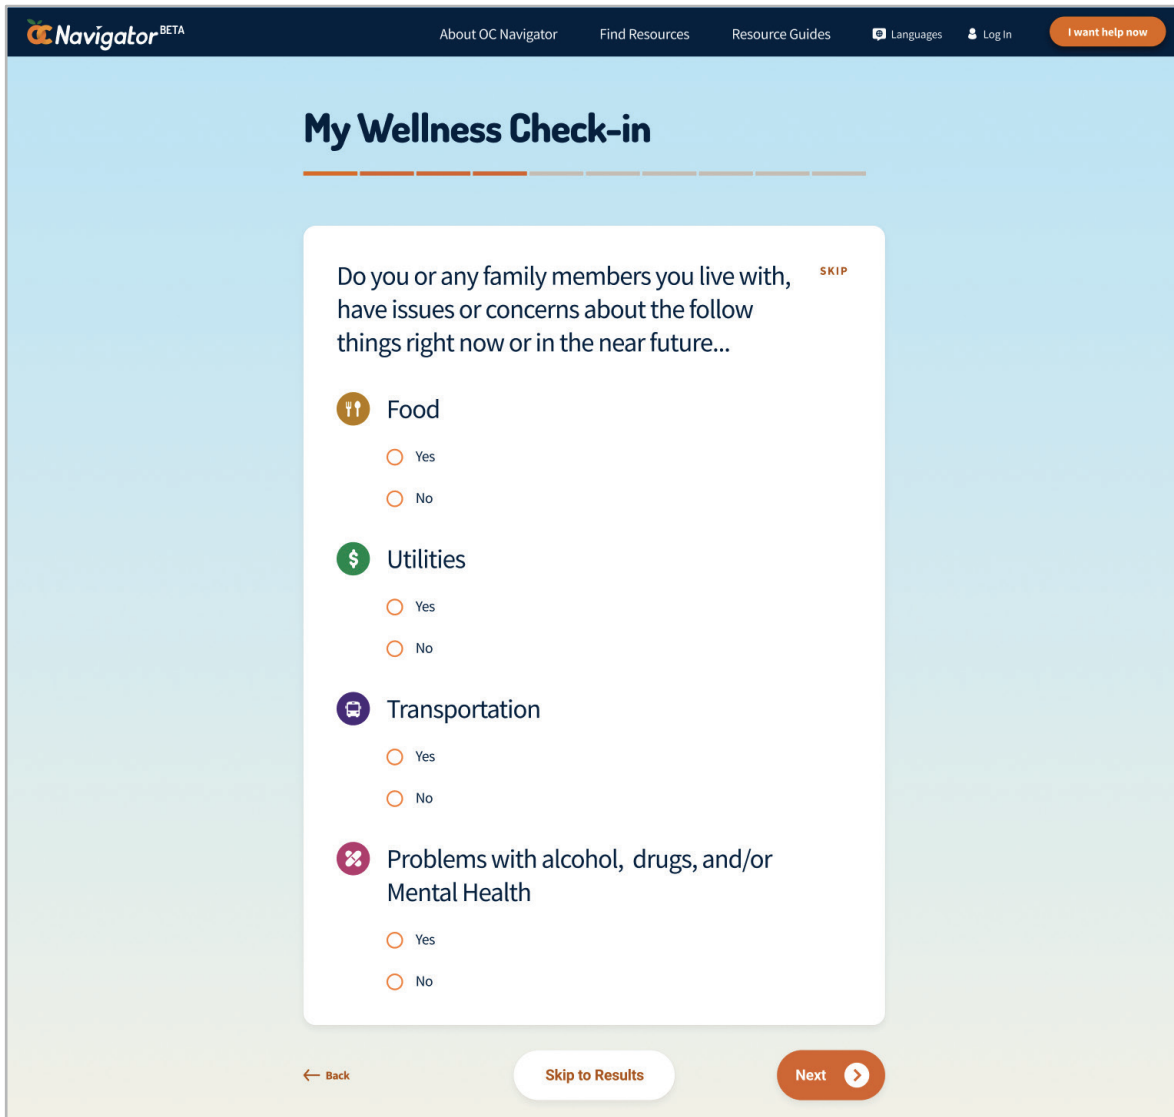 OC Navigator BETA
About OC Navigator Find Resources Resource Guides Languages Log In I want help now
My Wellness Check-in
Do you or any family members you live with, SKIP
have issues or concerns about the follow
things right now or in the near future...
Food
Yes
No
Utilities
Yes
No
Transportation
Yes
No
Problems with alcohol, drugs, and/or
Mental Health
Yes
No
Back Skip to Results Next